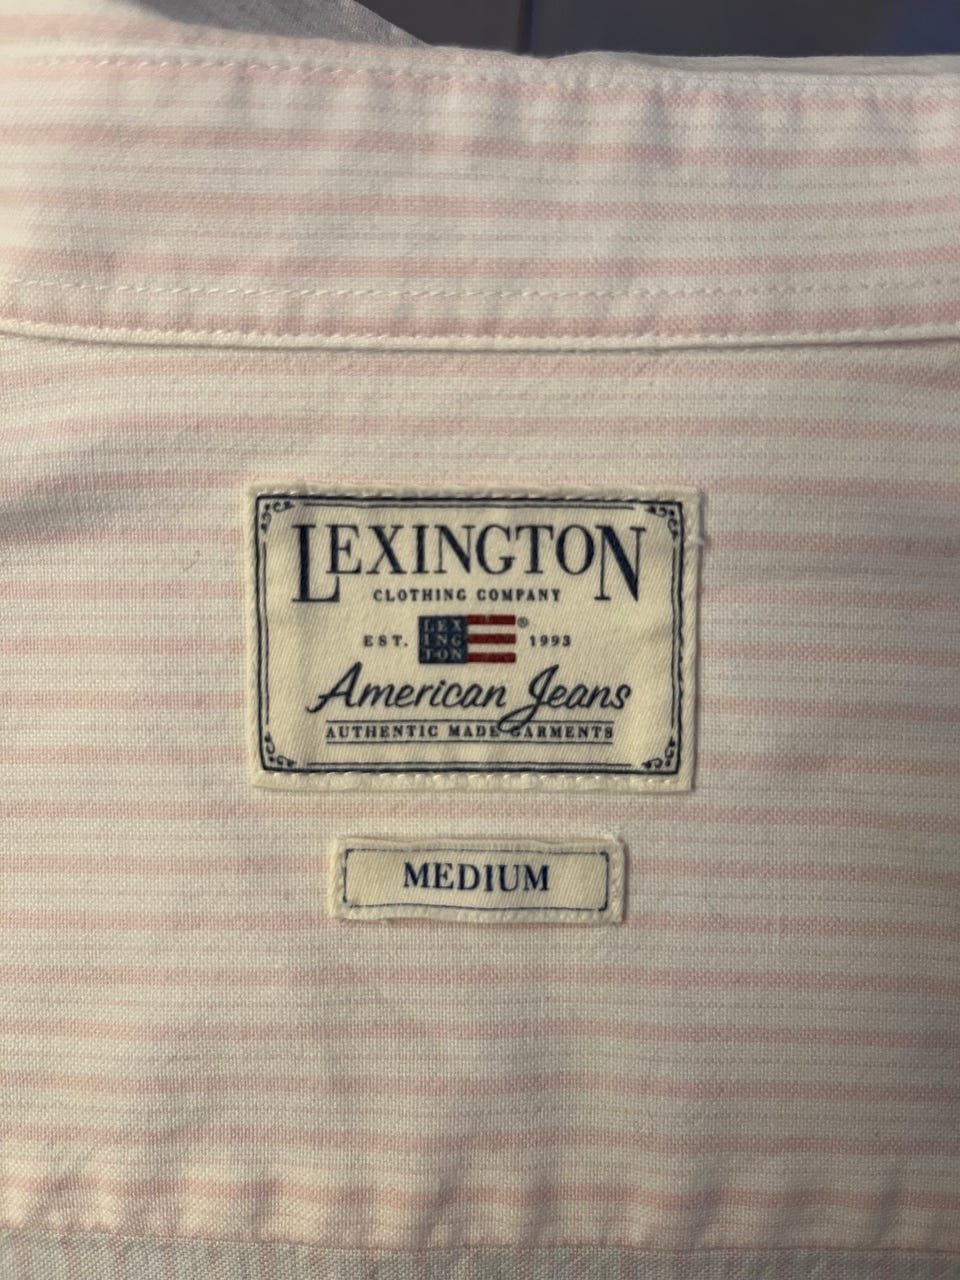 LEXINGTON
CLOTHING COMPANY
EST. LEX ING TON ® 1993
American Jeans
AUTHENTIC MADE GARMENTS
MEDIUM